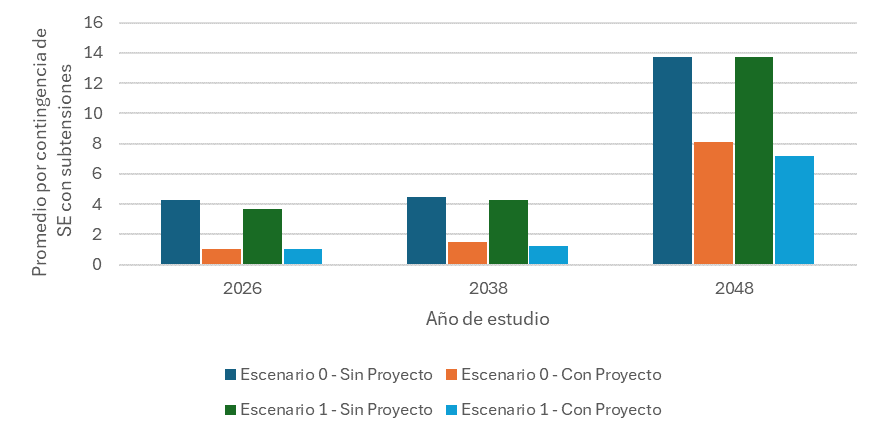 Promedio por contingencia de
SE con subtensiones
16
14
12
10
8
6
4
2
0
2026
2038
2048
Año de estudio
Escenario 0 - Sin Proyecto
Escenario 0 - Con Proyecto
Escenario 1 - Sin Proyecto
Escenario 1 - Con Proyecto